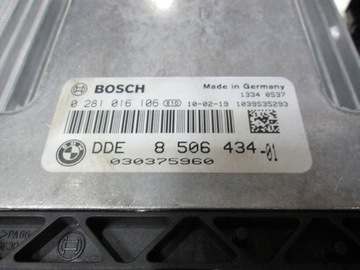 BOSCH Made in Germany
1334 0537
0 281 016 106 10-02-19 1039535293
DDE 8 506 434-01
030375960
>PA66